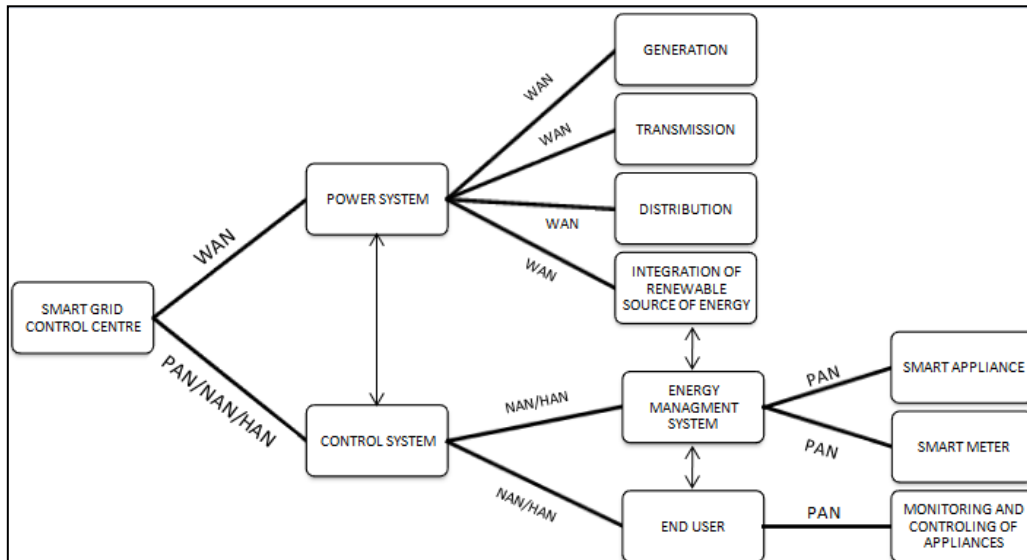 GENERATION
WAN
TRANSMISSION
WAN
POWER SYSTEM
DISTRIBUTION
WAN
WAN
WAN
INTEGRATION OF
RENEWABLE
SOURCE OF ENERGY
SMART GRID
CONTROL CENTRE
PAN/NAN/HAN
SMART APPLIANCE
PAN
ENERGY
MANAGMENT
SYSTEM
NAN/HAN
CONTROL SYSTEM
PAN
SMART METER
NAN/HAN
END USER
PAN
MONITORING AND
CONTROLING OF
APPLIANCES